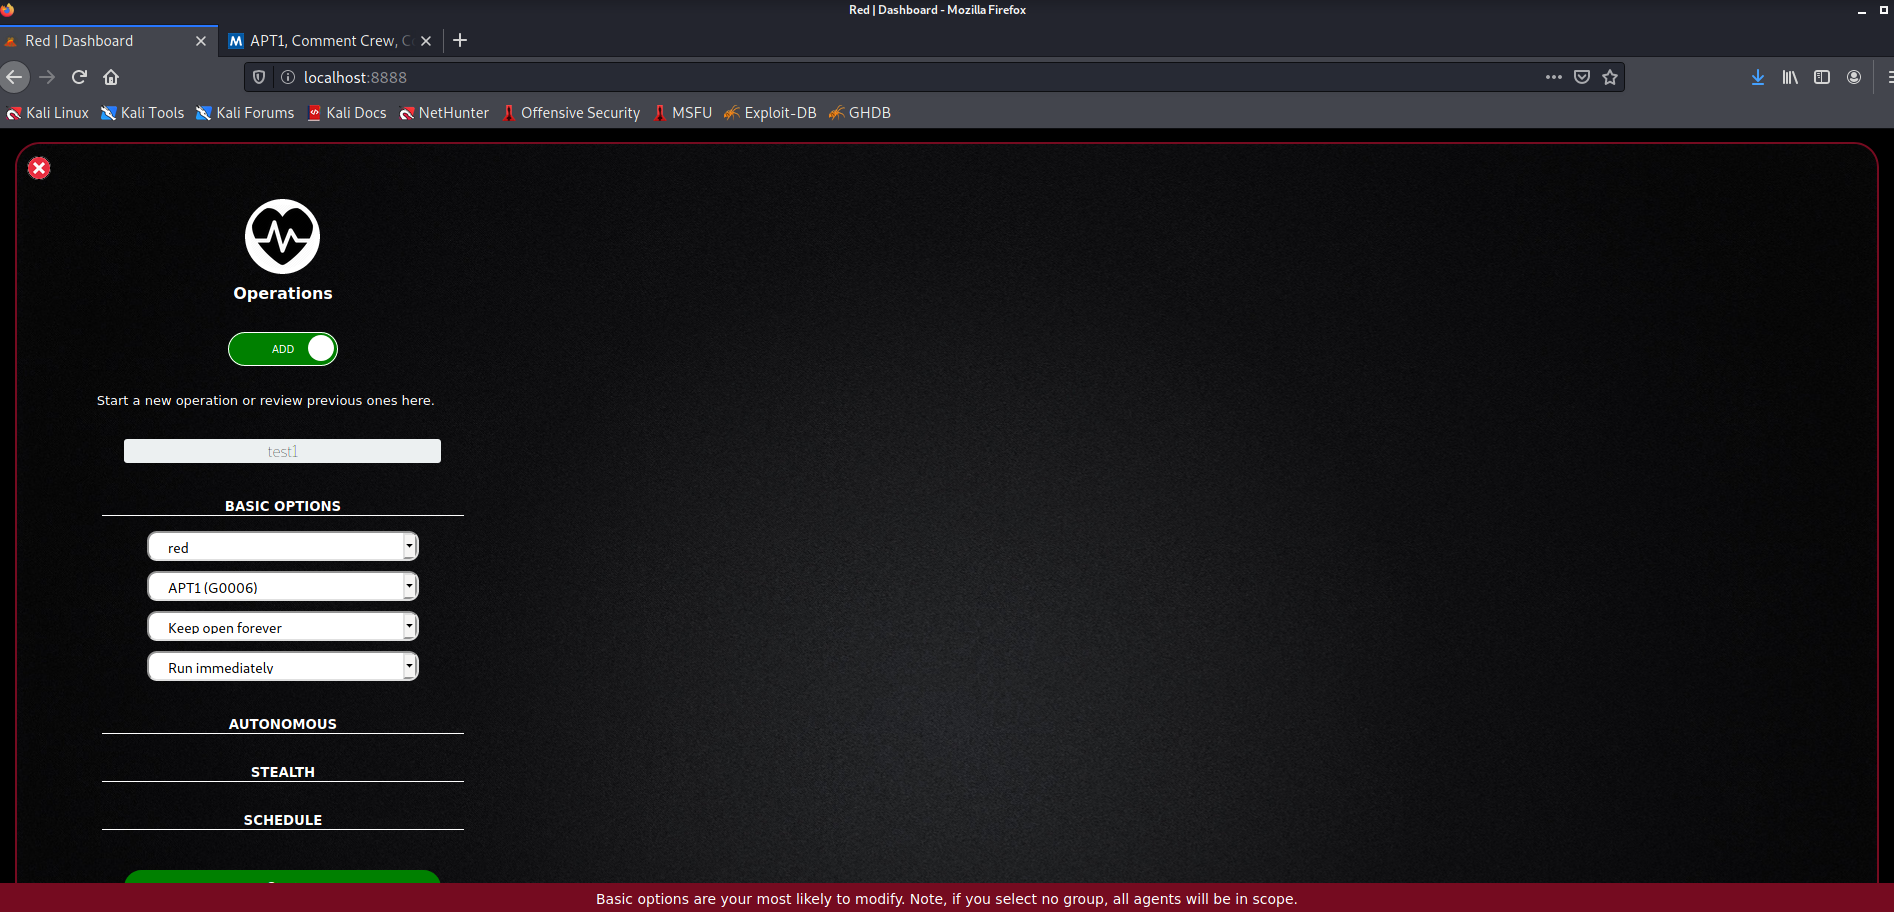 Red | Dashboard - Mozilla Firefox
Red | Dashboard
APT1, Comment Crew,
localhost:8888
Kali Linux Kali Tools Kali Forums Kali Docs NetHunter Offensive Security MSFU Exploit-DB GHDB
Operations
ADD
Start a new operation or review previous ones here.
test1
BASIC OPTIONS
red
APT1 (G0006)
Keep open forever
Run immediately
AUTONOMOUS
STEALTH
SCHEDULE
Basic options are your most likely to modify. Note, if you select no group, all agents will be in scope.